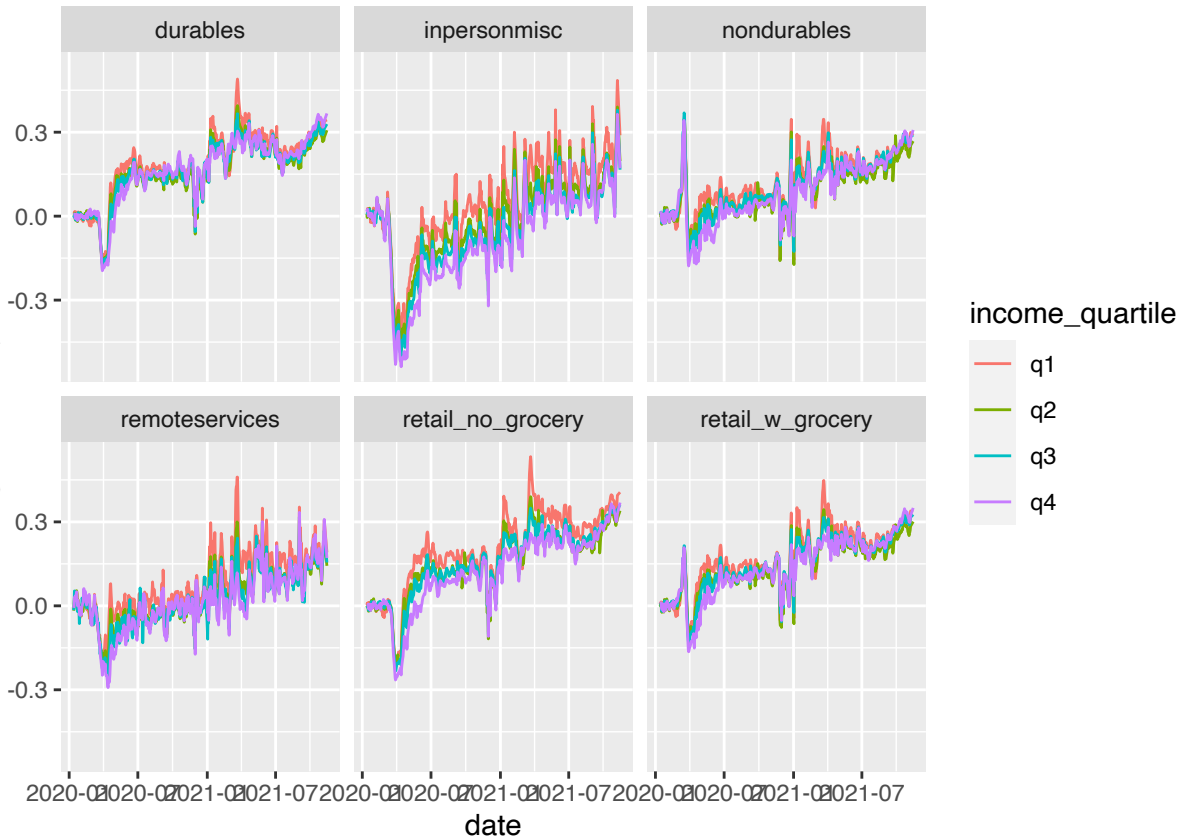 durables inpersonmisc nondurables
0.3
0.0
-0.3
remoteservices retail_no_grocery retail_w_grocery
0.3
0.0
-0.3
2020-01 2020-07 2021-01 2021-07 2020-01 2020-07 2021-01 2021-07 2020-01 2020-07 2021-01 2021-07
date
income_quartile
q1
q2
q3
q4